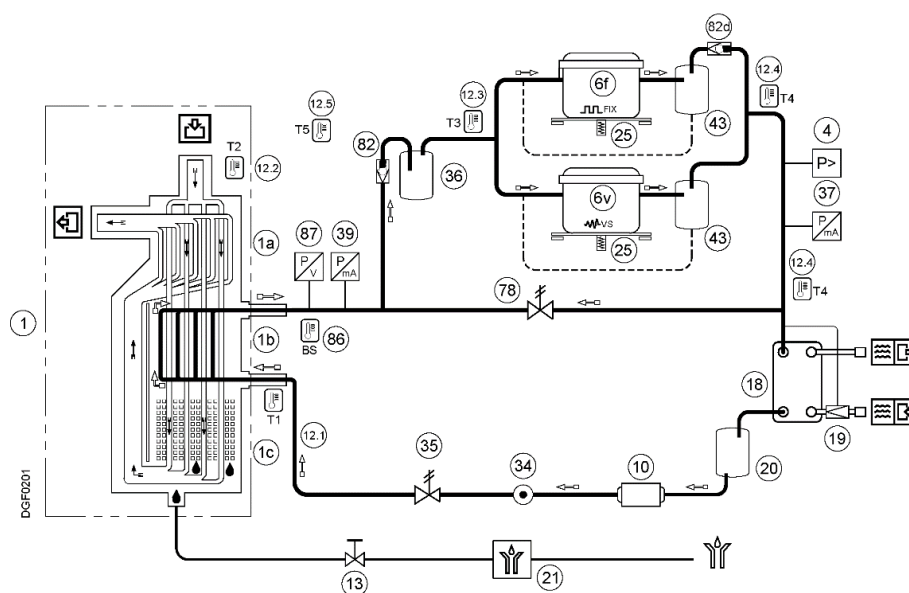 82d
12.4
T4
12.5
T5
12.3
T3
6f
FIX
25
43
4
P>
82
36
T2
12.2
37
P
mA
6v
VS
25
43
1a
87
P
V
39
P
mA
12.4
T4
78
1
1b
BS
86
18
T1
1c
12.1
35
34
10
20
19
DGF0201
13
21